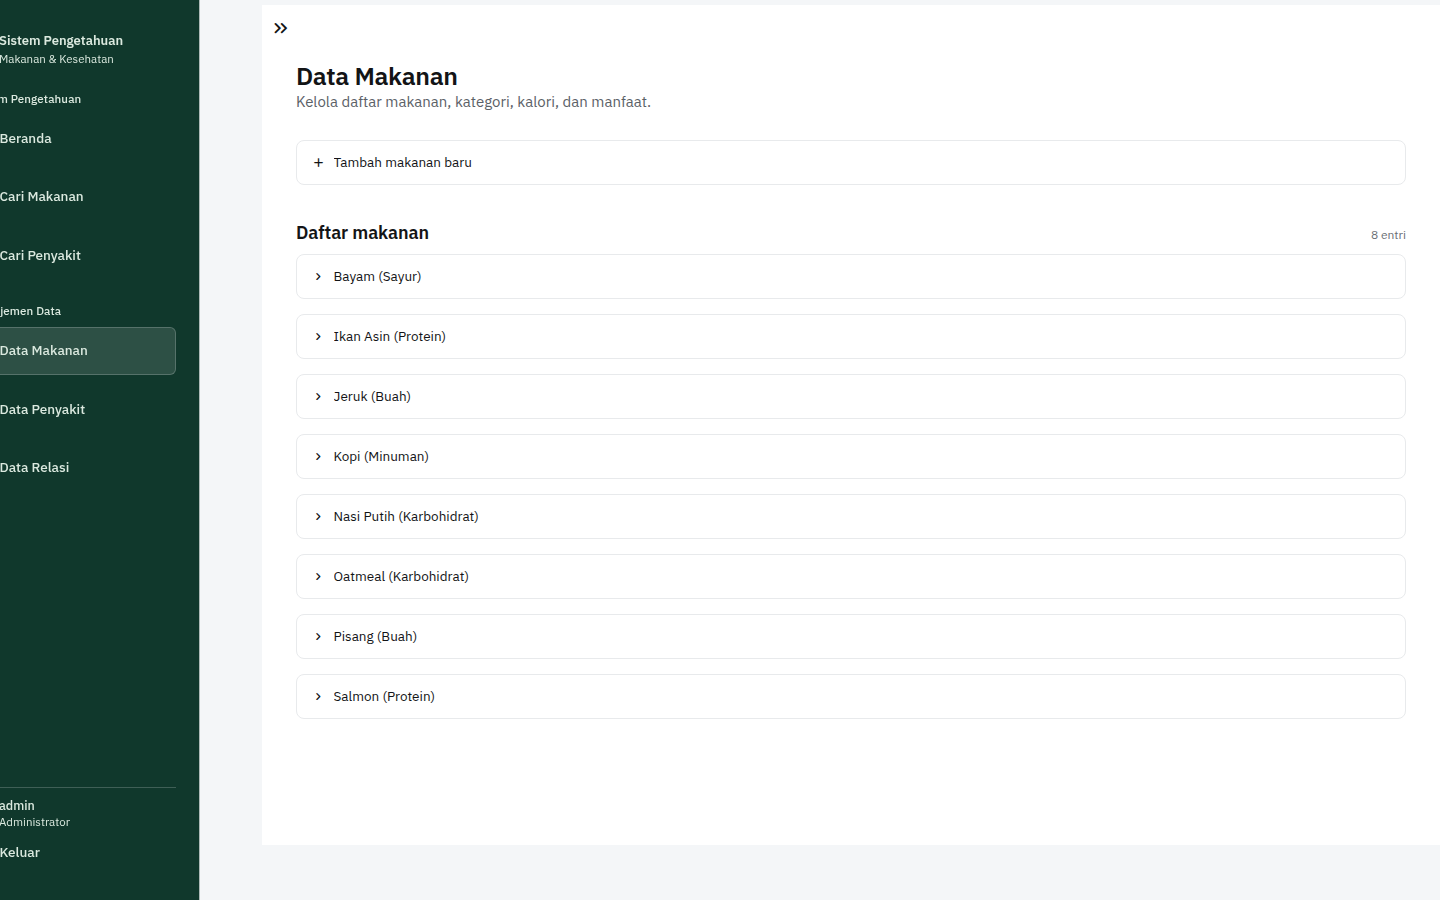 Sistem Pengetahuan
Makanan & Kesehatan
m Pengetahuan
Beranda
Cari Makanan
Cari Penyakit
jemen Data
Data Makanan
Data Penyakit
Data Relasi
admin
Administrator
Keluar
Data Makanan
Kelola daftar makanan, kategori, kalori, dan manfaat.
+ Tambah makanan baru
Daftar makanan
8 entri
Bayam (Sayur)
Ikan Asin (Protein)
Jeruk (Buah)
Kopi (Minuman)
Nasi Putih (Karbohidrat)
Oatmeal (Karbohidrat)
Pisang (Buah)
Salmon (Protein)